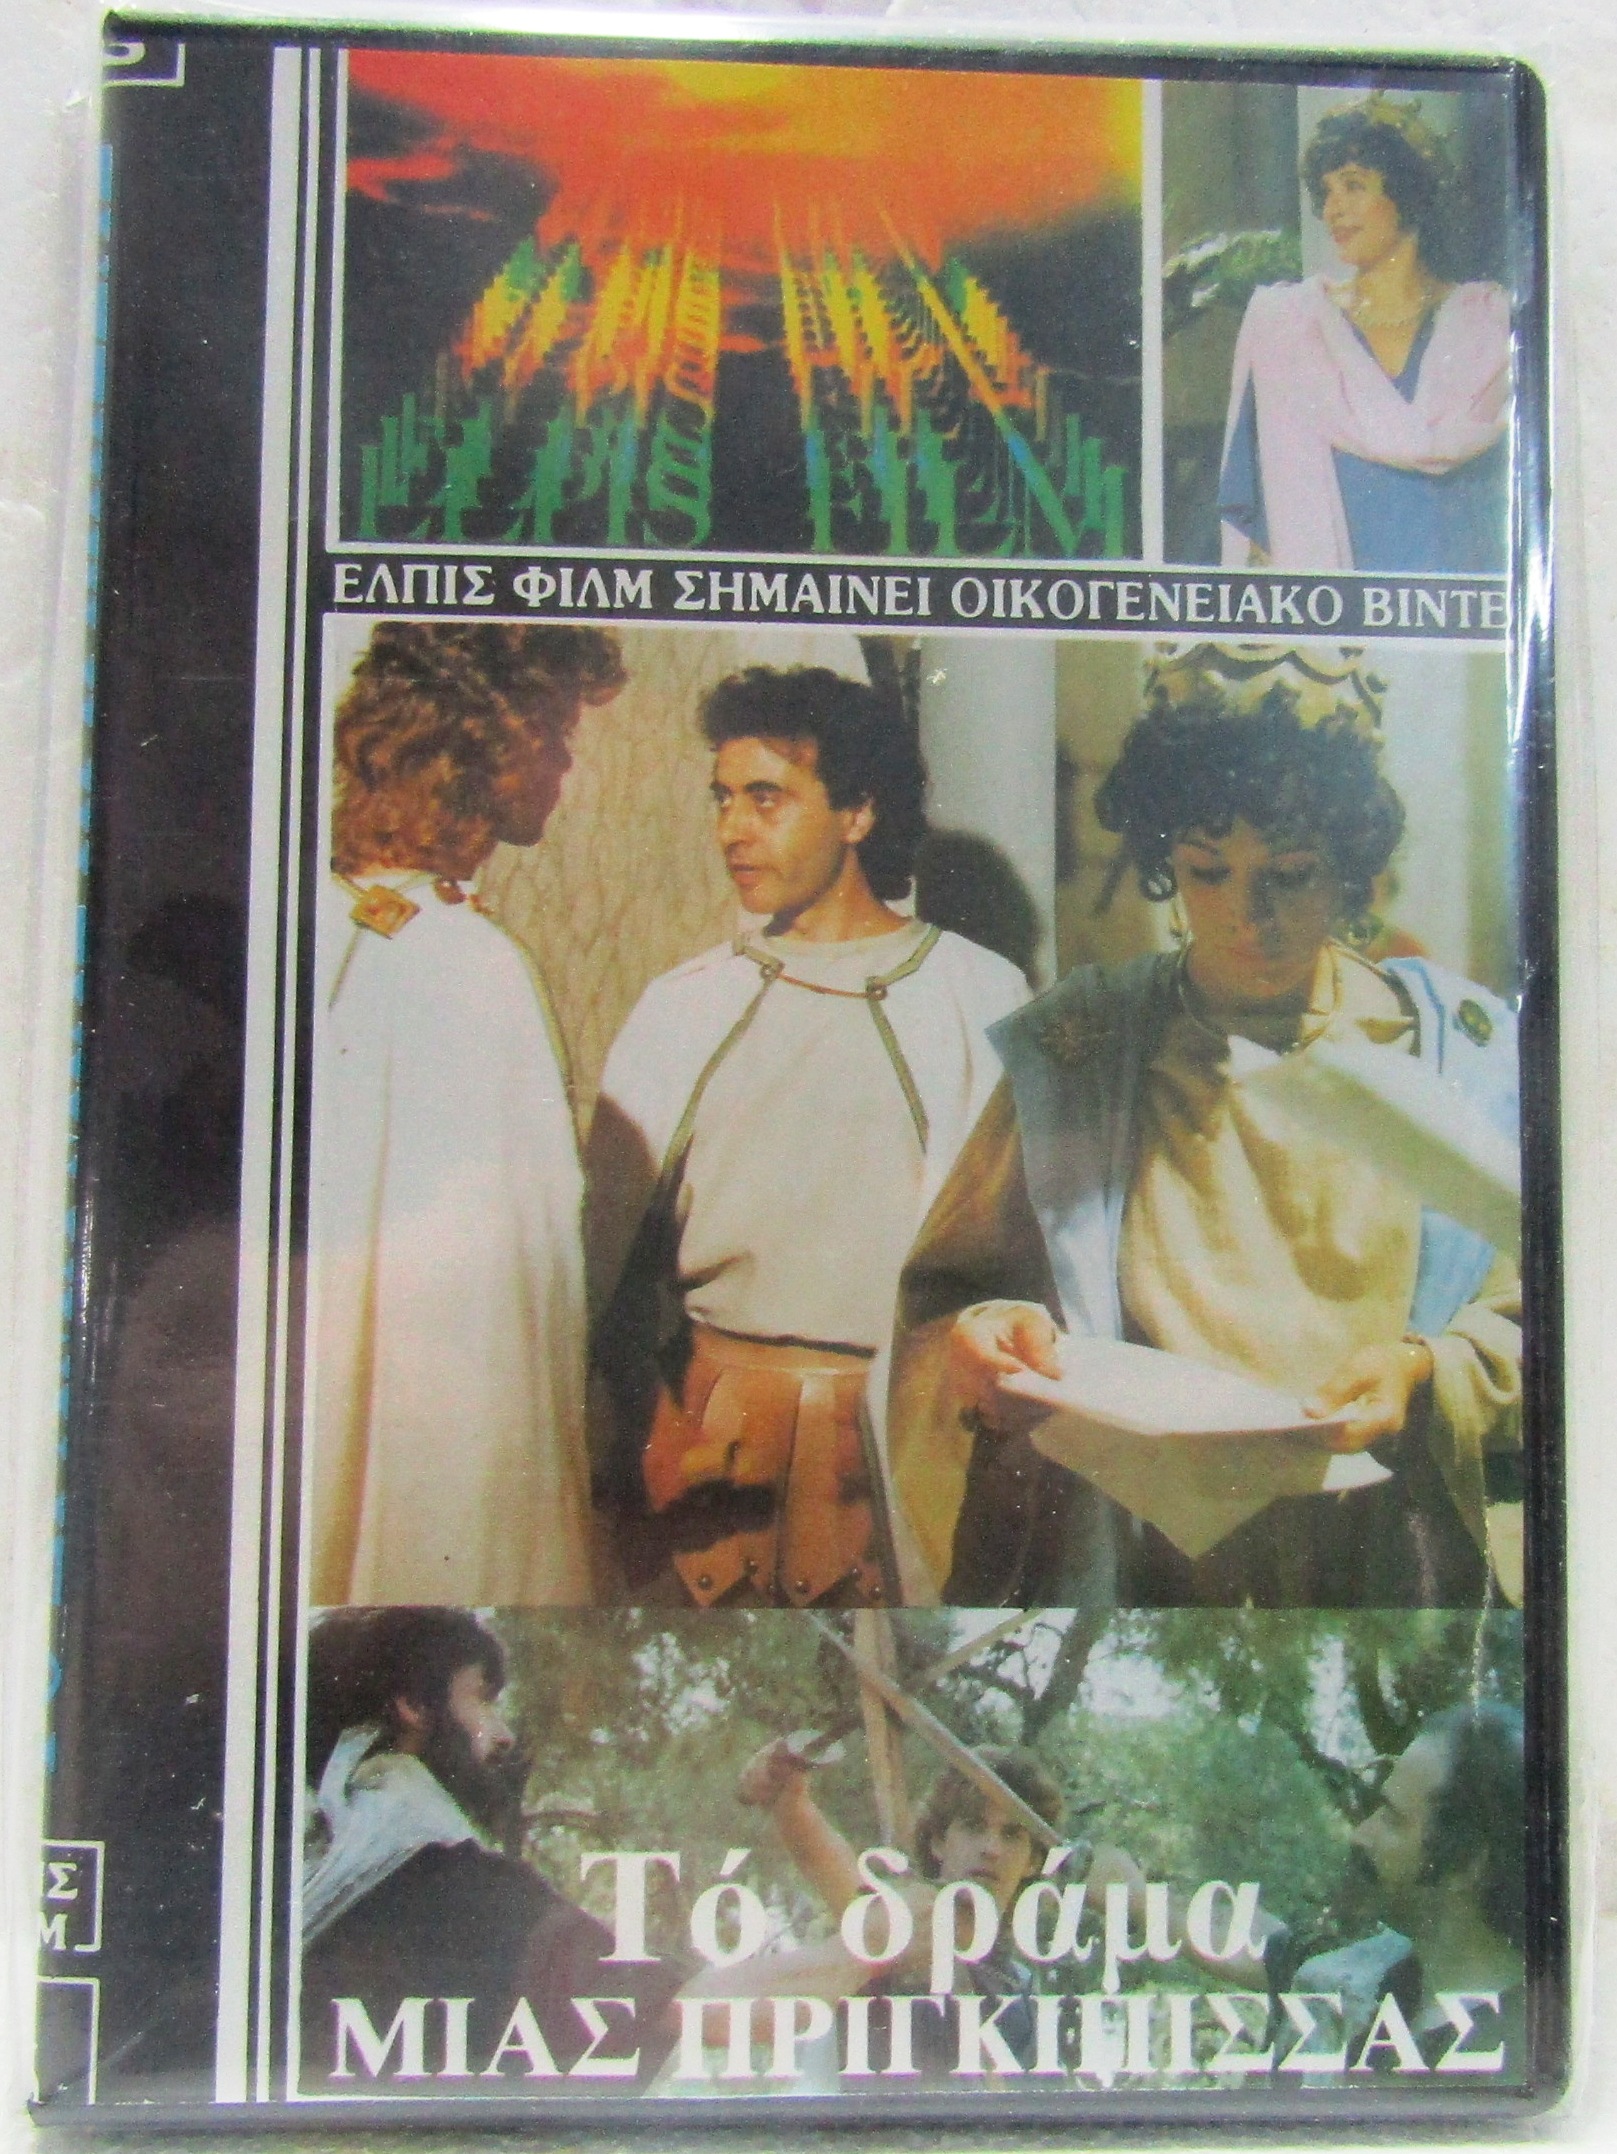 ELPIS FILM
ΕΛΠΙΣ ΦΙΛΜ ΣΗΜΑΙΝΕΙ ΟΙΚΟΓΕΝΕΙΑΚΟ ΒΙΝΤΕ
Τό δράμα
ΜΙΑΣ ΠΡΙΓΚΙΠΙΣΣΑΣ